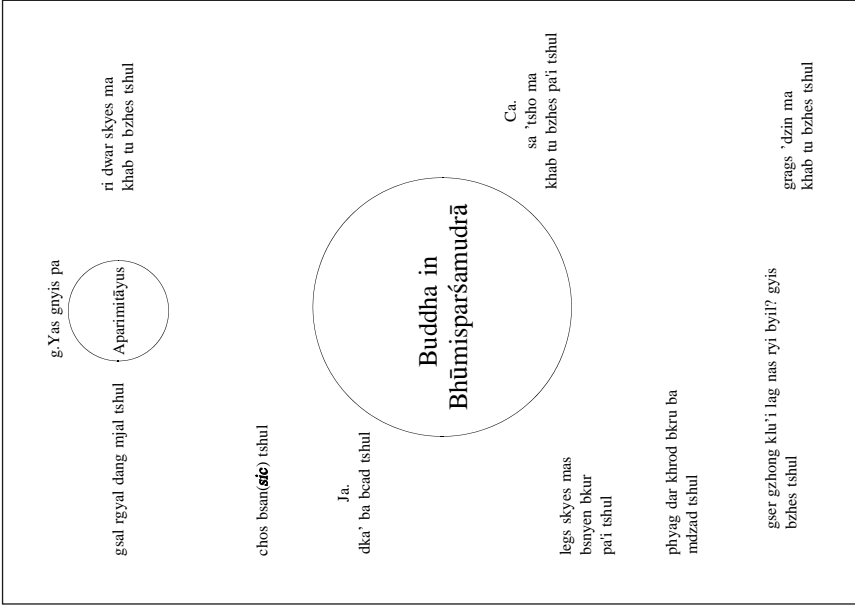 g.Yas gnyis pa
gsal rgyal dang mjal tshul
Aparimitāyus
ri dwar skyes ma
khab tu bzhes tshul
chos bsan(sic) tshul
Ja.
dka' ba bcad tshul
Buddha in
Bhūmisparśamudrā
Ca.
sa 'tsho ma
khab tu bzhes pa'i tshul
legs skyes mas
bsnyen bkur
pa'i tshul
phyag dar khrod bkru ba
mdzad tshul
gser gzhong klu'i lag nas ryi byil? gyis
bzhes tshul
grags 'dzin ma
khab tu bzhes tshul